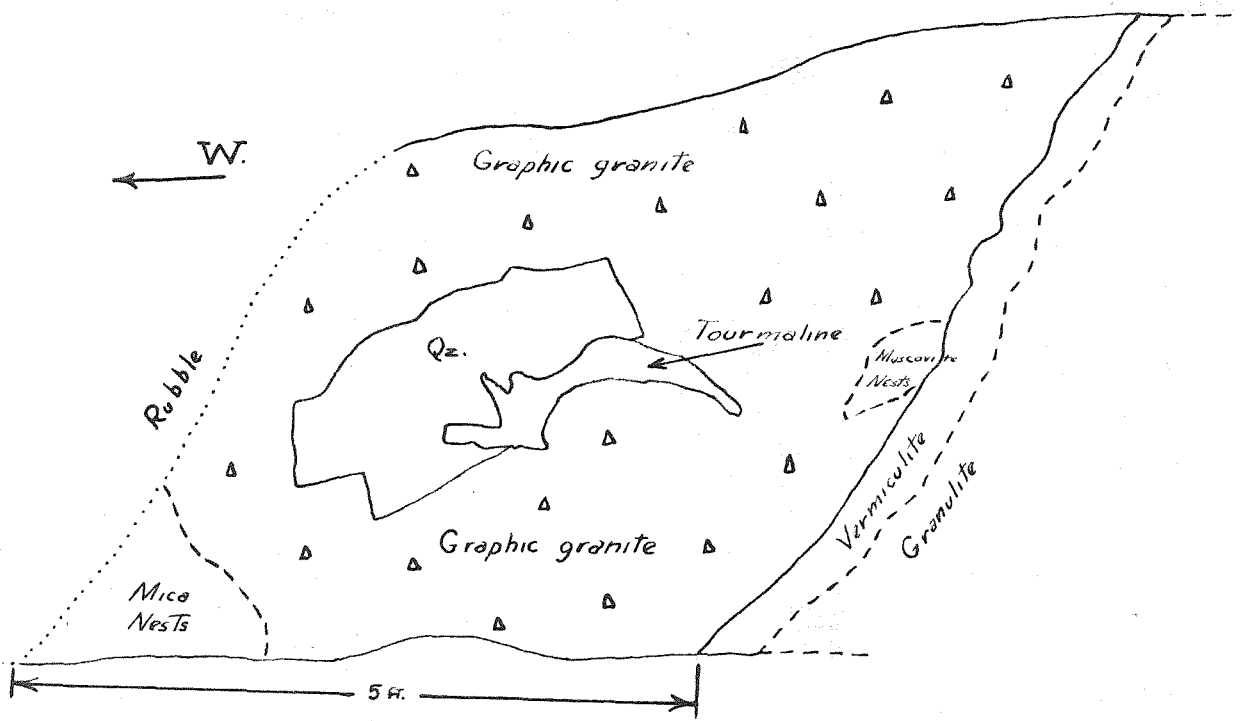 W.
Graphic granite
Rubble
Qz.
Tourmaline
Muscovite
Nests
Vermiculite
Granulite
Graphic granite
Mica
Nests
5 ft.